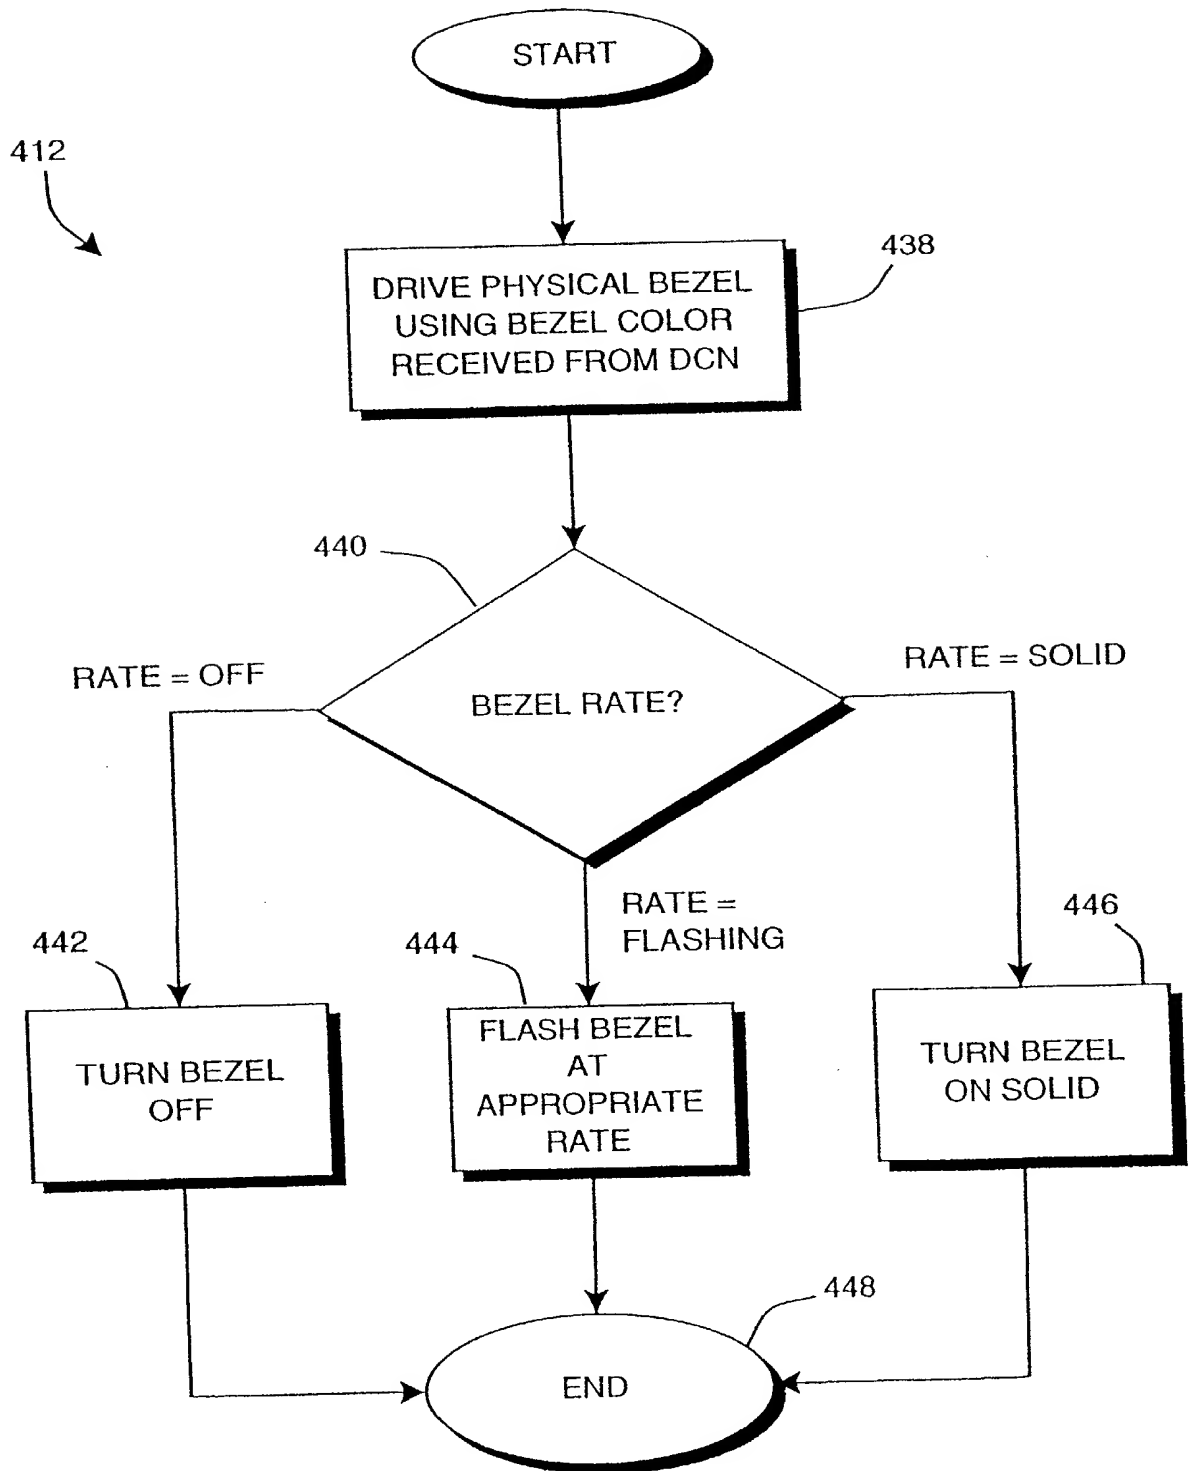 START
412
438
DRIVE PHYSICAL BEZEL
USING BEZEL COLOR
RECEIVED FROM DCN
440
RATE = OFF
BEZEL RATE?
RATE = SOLID
RATE =
FLASHING
442
444
446
TURN BEZEL
OFF
FLASH BEZEL
AT
APPROPRIATE
RATE
TURN BEZEL
ON SOLID
448
END